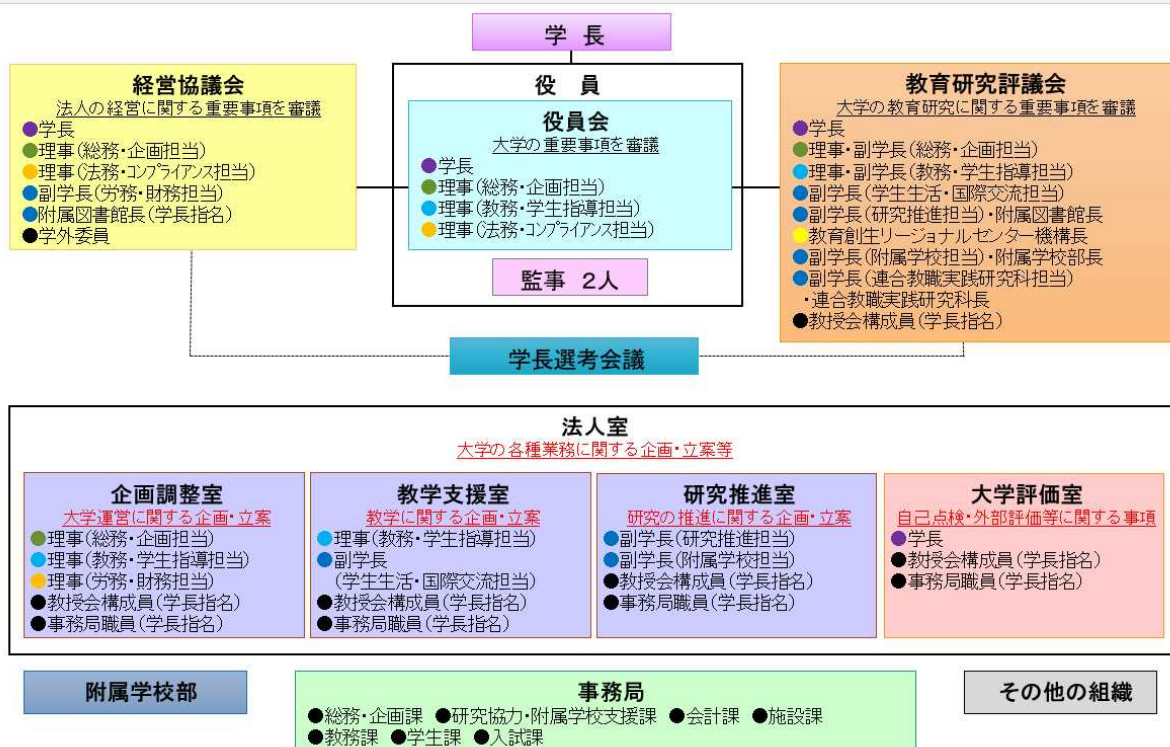 学 長
経営協議会
法人の経営に関する重要事項を審議
●学長
●理事(総務・企画担当)
●理事(法務・コンプライアンス担当)
●副学長(労務・財務担当)
●附属図書館長(学長指名)
●学外委員
役 員
役員会
大学の重要事項を審議
●学長
●理事(総務・企画担当)
●理事(教務・学生指導担当)
●理事(法務・コンプライアンス担当)
監事 2人
教育研究評議会
大学の教育研究に関する重要事項を審議
●学長
●理事・副学長(総務・企画担当)
●理事・副学長(教務・学生指導担当)
●副学長(学生生活・国際交流担当)
●副学長(研究推進担当)・附属図書館長
●教育創生リージョナルセンター機構長
●副学長(附属学校担当)・附属学校部長
●副学長(連合教職実践研究科担当)
・連合教職実践研究科長
●教授会構成員(学長指名)
学長選考会議
法人室
大学の各種業務に関する企画・立案等
企画調整室
大学運営に関する企画・立案
●理事(総務・企画担当)
●理事(教務・学生指導担当)
●理事(労務・財務担当)
●教授会構成員(学長指名)
●事務局職員(学長指名)
教学支援室
教学に関する企画・立案
●理事(教務・学生指導担当)
●副学長
(学生生活・国際交流担当)
●教授会構成員(学長指名)
●事務局職員(学長指名)
研究推進室
研究の推進に関する企画・立案
●副学長(研究推進担当)
●副学長(附属学校担当)
●教授会構成員(学長指名)
●事務局職員(学長指名)
大学評価室
自己点検・外部評価等に関する事項
●学長
●教授会構成員(学長指名)
●事務局職員(学長指名)
附属学校部
事務局
●総務・企画課 ●研究協力・附属学校支援課 ●会計課 ●施設課
●教務課 ●学生課 ●入試課
その他の組織